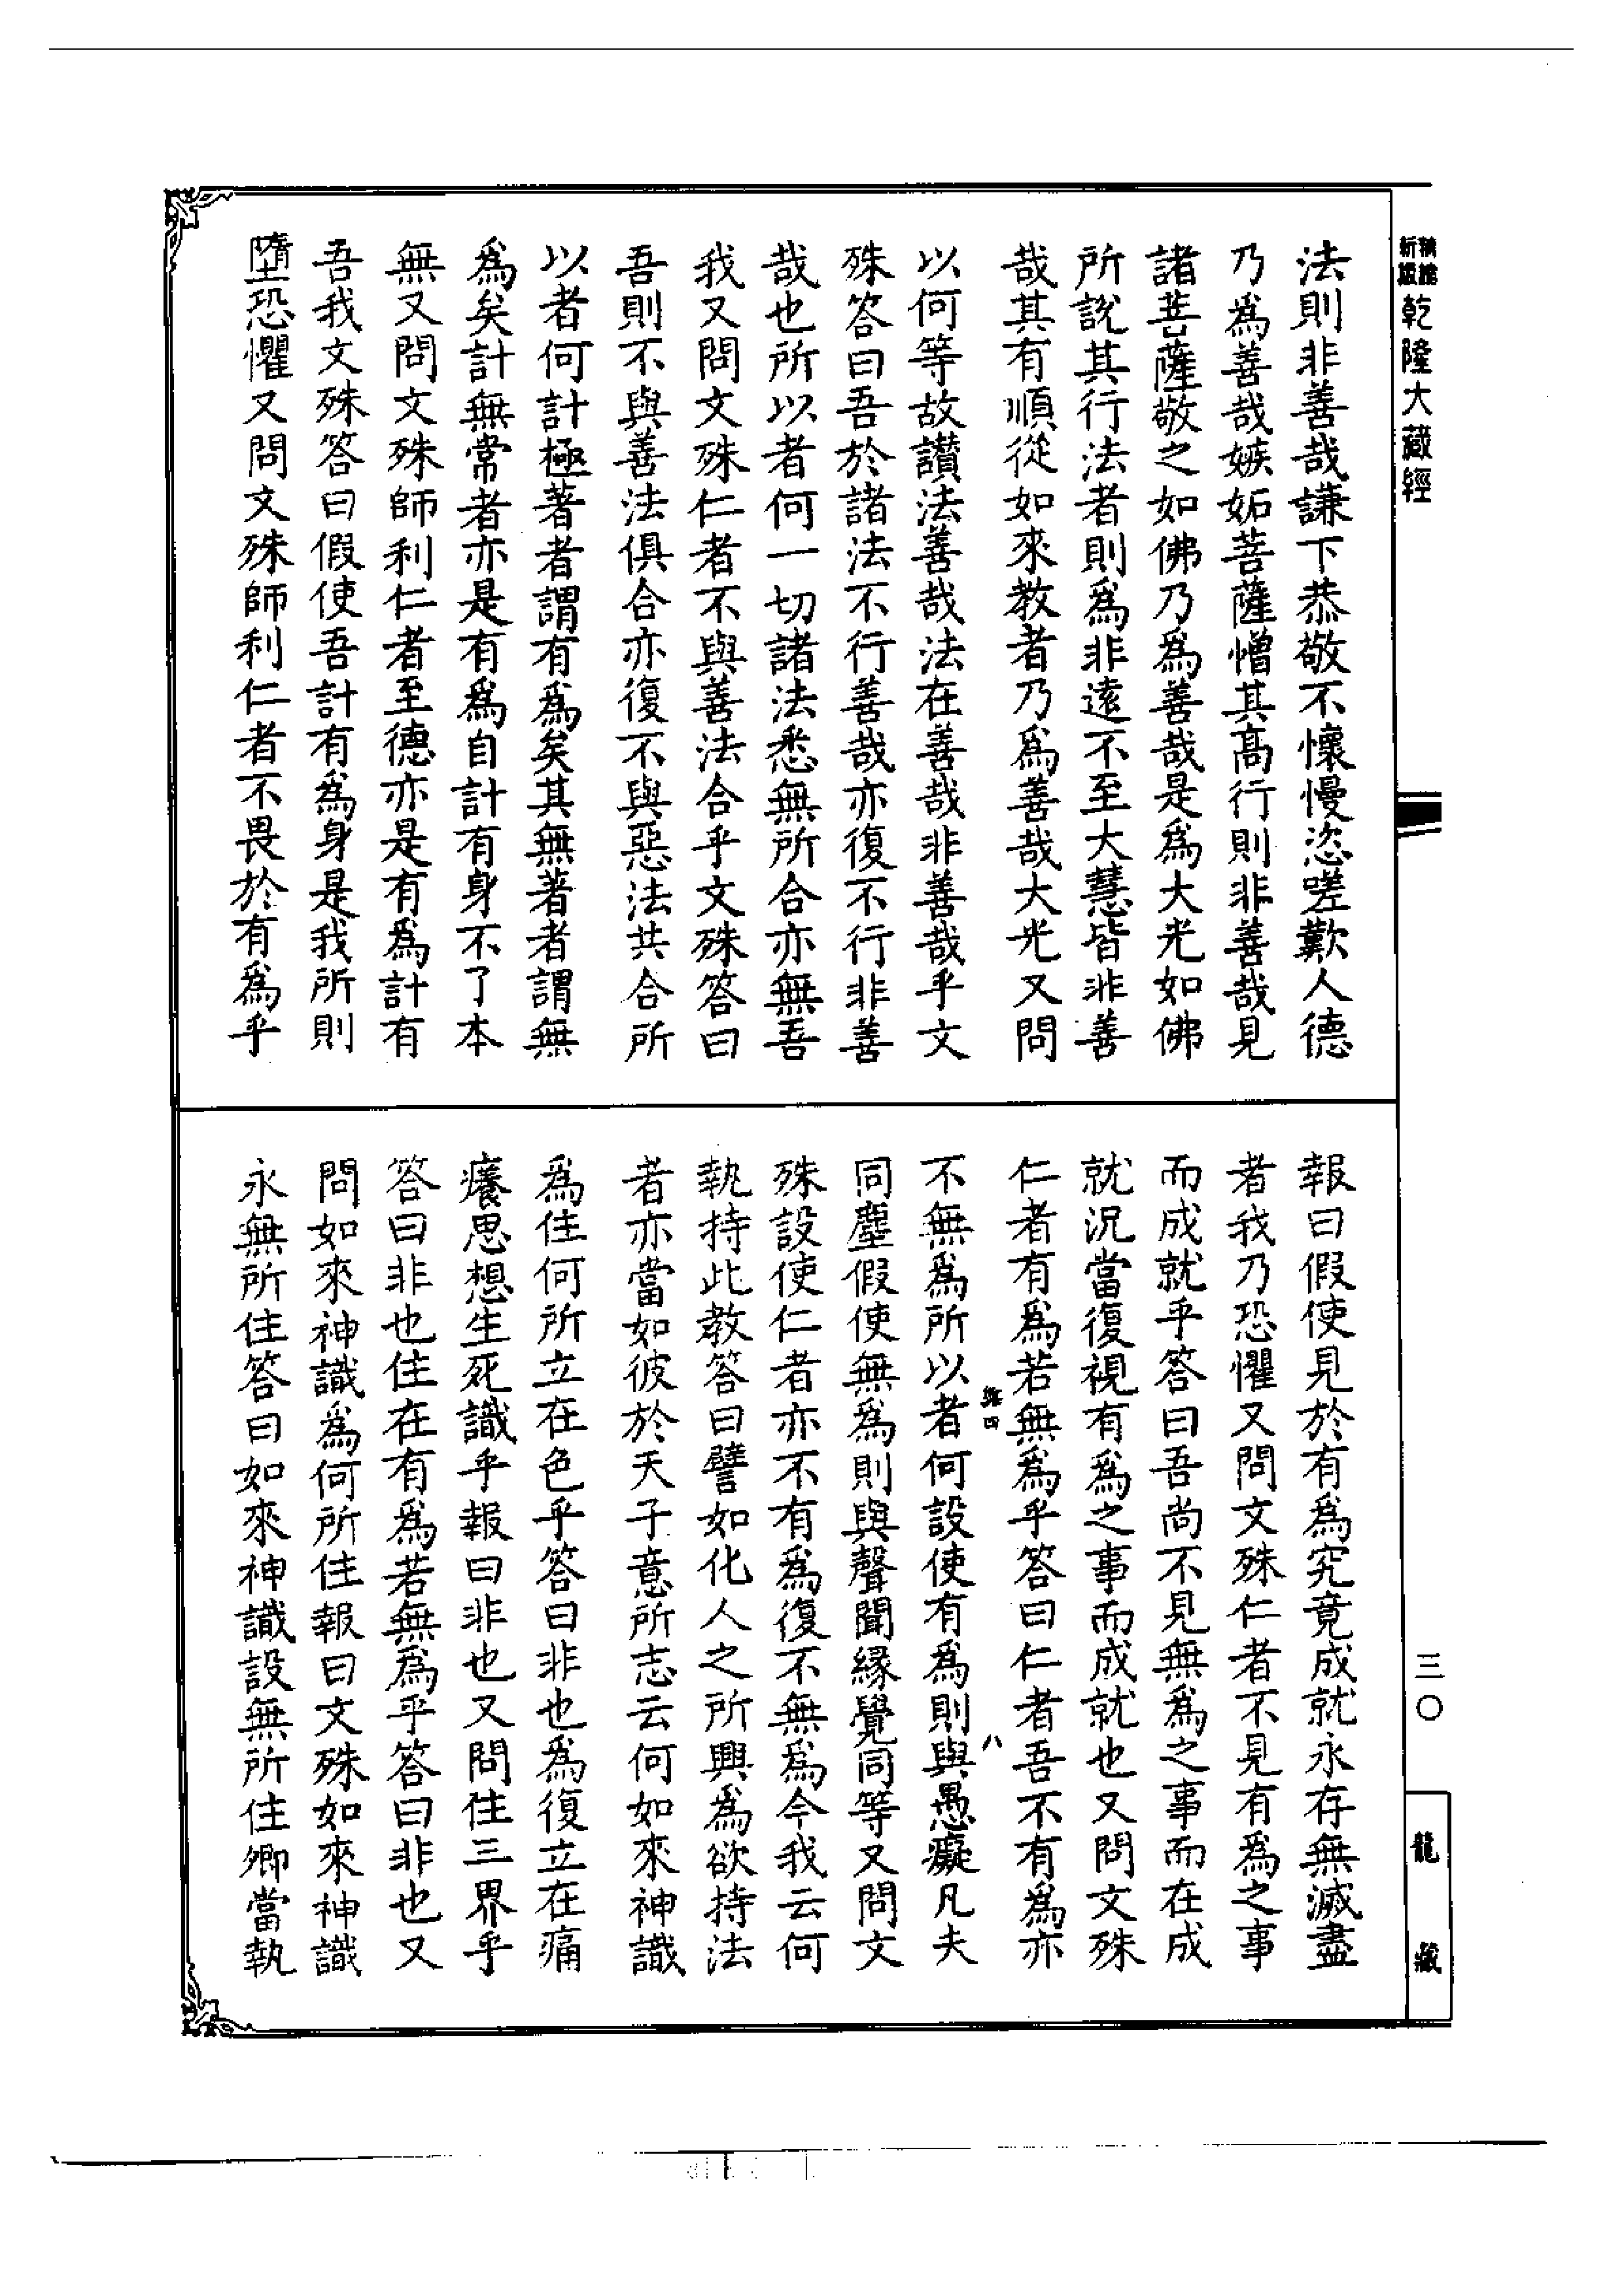 乾隆大藏經
法則非善哉謙下恭敬不懷慢恣嗟歎人德
乃爲善哉嫉妬菩薩憎其高行則非善哉見
諸菩薩敬之如佛乃爲善哉是爲大光如佛
所說其行法者則爲非遠不至大慧皆非善
哉其有順從如來教者乃爲善哉大光又問
以何等故讃法善哉法在善哉非善哉乎文
殊答曰吾於諸法不行善哉亦復不行非善
哉也所以者何一切諸法悉無所合亦無吾
我又問文殊仁者不與善法合乎文殊答曰
吾則不與善法俱合亦復不與惡法共合所
以者何計極著者謂有爲矣其無著者謂無
爲矣計無常者亦是有爲自計有身不了本
無又問文殊師利仁者至德亦是有爲計有
吾我文殊答曰假使吾計有爲身是我所則
墮恐懼又問文殊師利仁者不畏於有爲乎
報曰假使見於有爲究竟成就永存無滅盡
者我乃恐懼又問文殊仁者不見有爲之事
而成就乎答曰吾尚不見無爲之事而在成
就況當復視有爲之事而成就也又問文殊
仁者有爲若無爲乎答曰仁者吾不有爲亦
八
不無爲所以者何設使有爲則與愚癡凡夫
同塵假使無爲則與聲聞緣覺同等又問文
殊設使仁者亦不有爲復不無爲今我云何
執持此教答曰譬如化人之所興爲欲持法
者亦當如彼於天子意所志云何如來神識
爲住何所立在色乎答曰非也爲復立在痛
癢思想生死識乎報曰非也又問住三界乎
答曰非也住在有爲若無爲乎答曰非也又
問如來神識爲何所住報曰文殊如來神識
永無所住答曰如來神識設無所住卿當執
三〇
龍藏